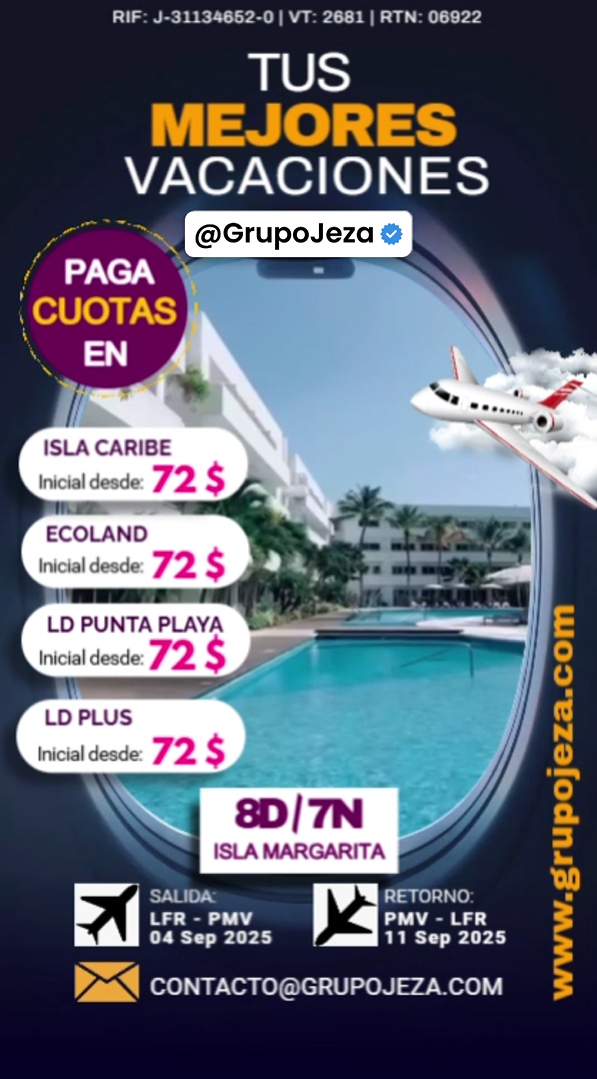 RIF: J-31134652-0 | VT: 2681 | RTN: 06922
TUS
MEJORES
VACACIONES
@GrupoJeza
PAGA
CUOTAS
EN
ISLA CARIBE
Inicial desde: 72 $
ECOLAND
Inicial desde: 72 $
LD PUNTA PLAYA
Inicial desde: 72 $
LD PLUS
Inicial desde: 72 $
8D/7N
ISLA MARGARITA
SALIDA:
LFR - PMV
04 Sep 2025
RETORNO:
PMV - LFR
11 Sep 2025
CONTACTO@GRUPOJEZA.COM
www.grupojeza.com